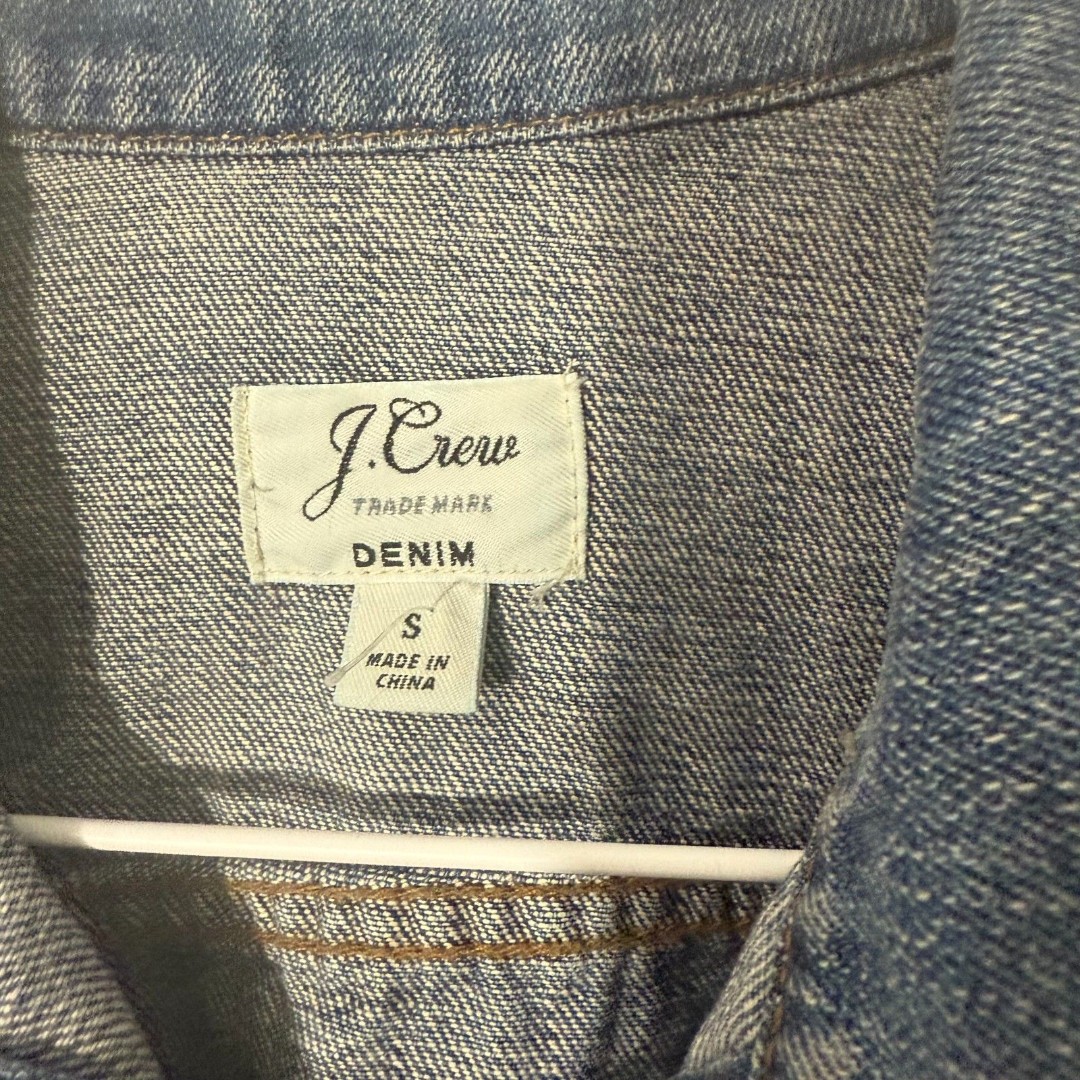 J.Crew
TRADE MARK
DENIM
S
MADE IN
CHINA